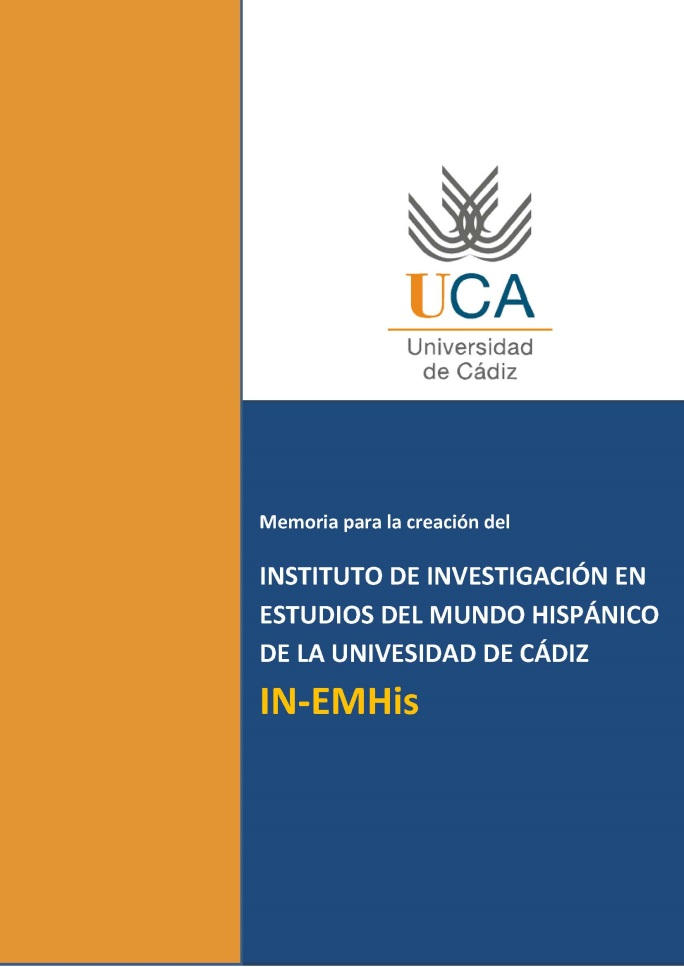 UCA
Universidad
de Cádiz
Memoria para la creación del
INSTITUTO DE INVESTIGACIÓN EN
ESTUDIOS DEL MUNDO HISPÁNICO
DE LA UNIVESIDAD DE CÁDIZ
IN-EMHis